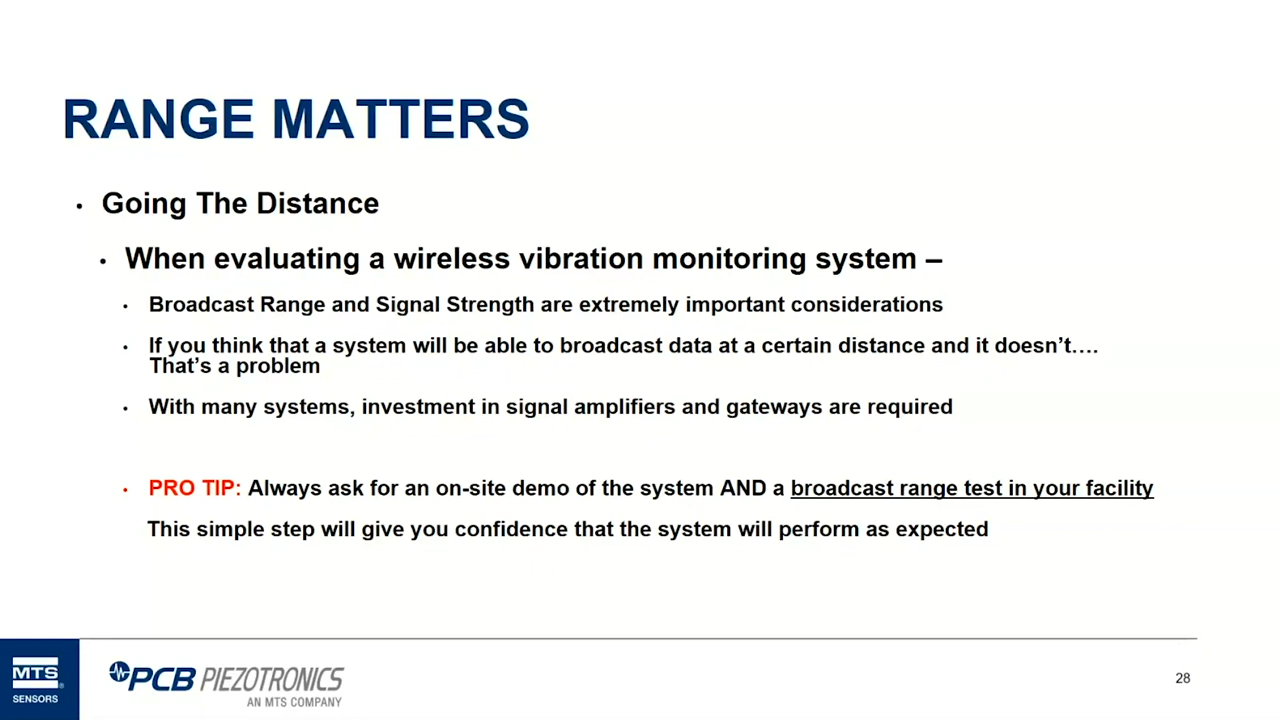 RANGE MATTERS
• Going The Distance
• When evaluating a wireless vibration monitoring system –
• Broadcast Range and Signal Strength are extremely important considerations
• If you think that a system will be able to broadcast data at a certain distance and it doesn’t….
That’s a problem
• With many systems, investment in signal amplifiers and gateways are required
• PRO TIP: Always ask for an on-site demo of the system AND a broadcast range test in your facility
This simple step will give you confidence that the system will perform as expected
MTS®
SENSORS
PCB PIEZOTRONICS
AN MTS COMPANY
28